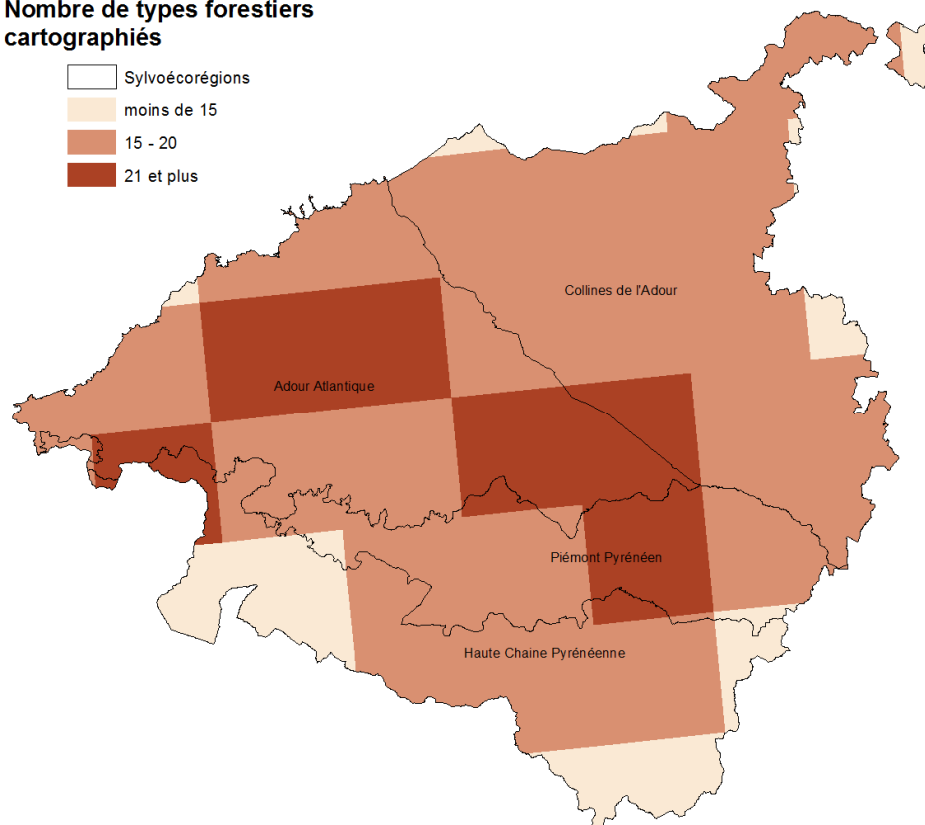 Nombre de types forestiers
cartographiés
Sylvoécorégions
moins de 15
15 - 20
21 et plus
Collines de l'Adour
Adour Atlantique
Piémont Pyrénéen
Haute Chaine Pyrénéenne